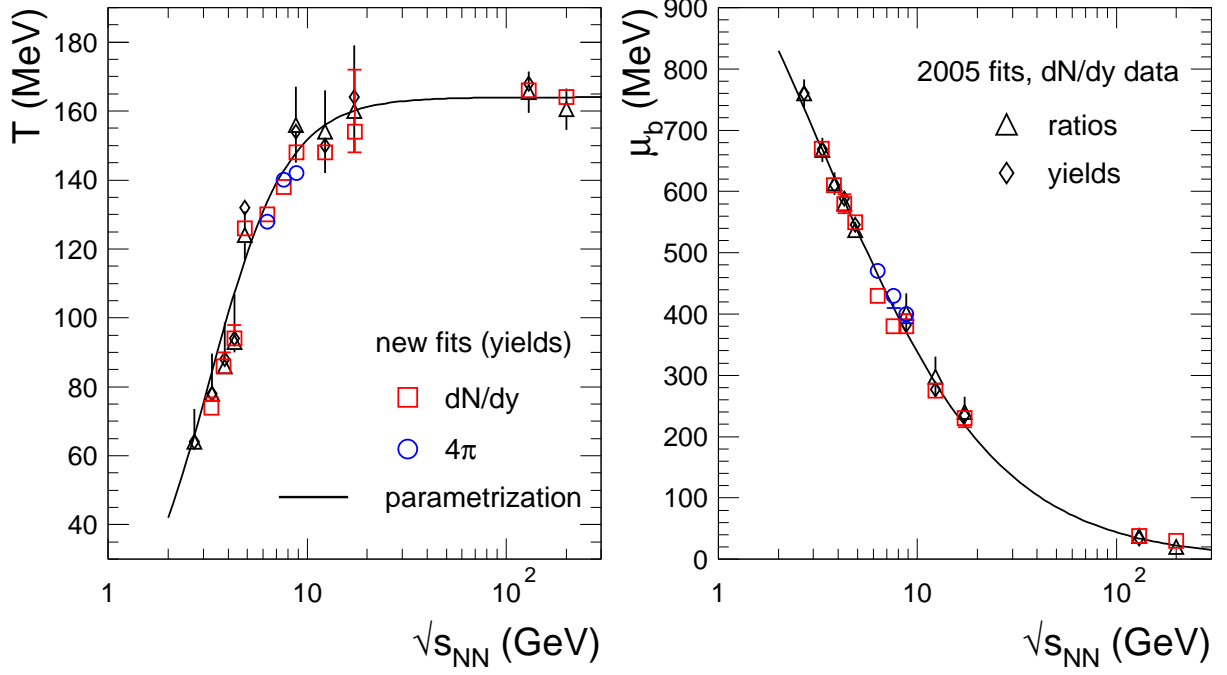 T (MeV)
180
160
140
120
100
80
60
40
new fits (yields)
dN/dy
4π
parametrization
1
10
10²
√s_NN (GeV)
μ_b (MeV)
900
800
700
600
500
400
300
200
100
0
2005 fits, dN/dy data
ratios
yields
1
10
10²
√s_NN (GeV)